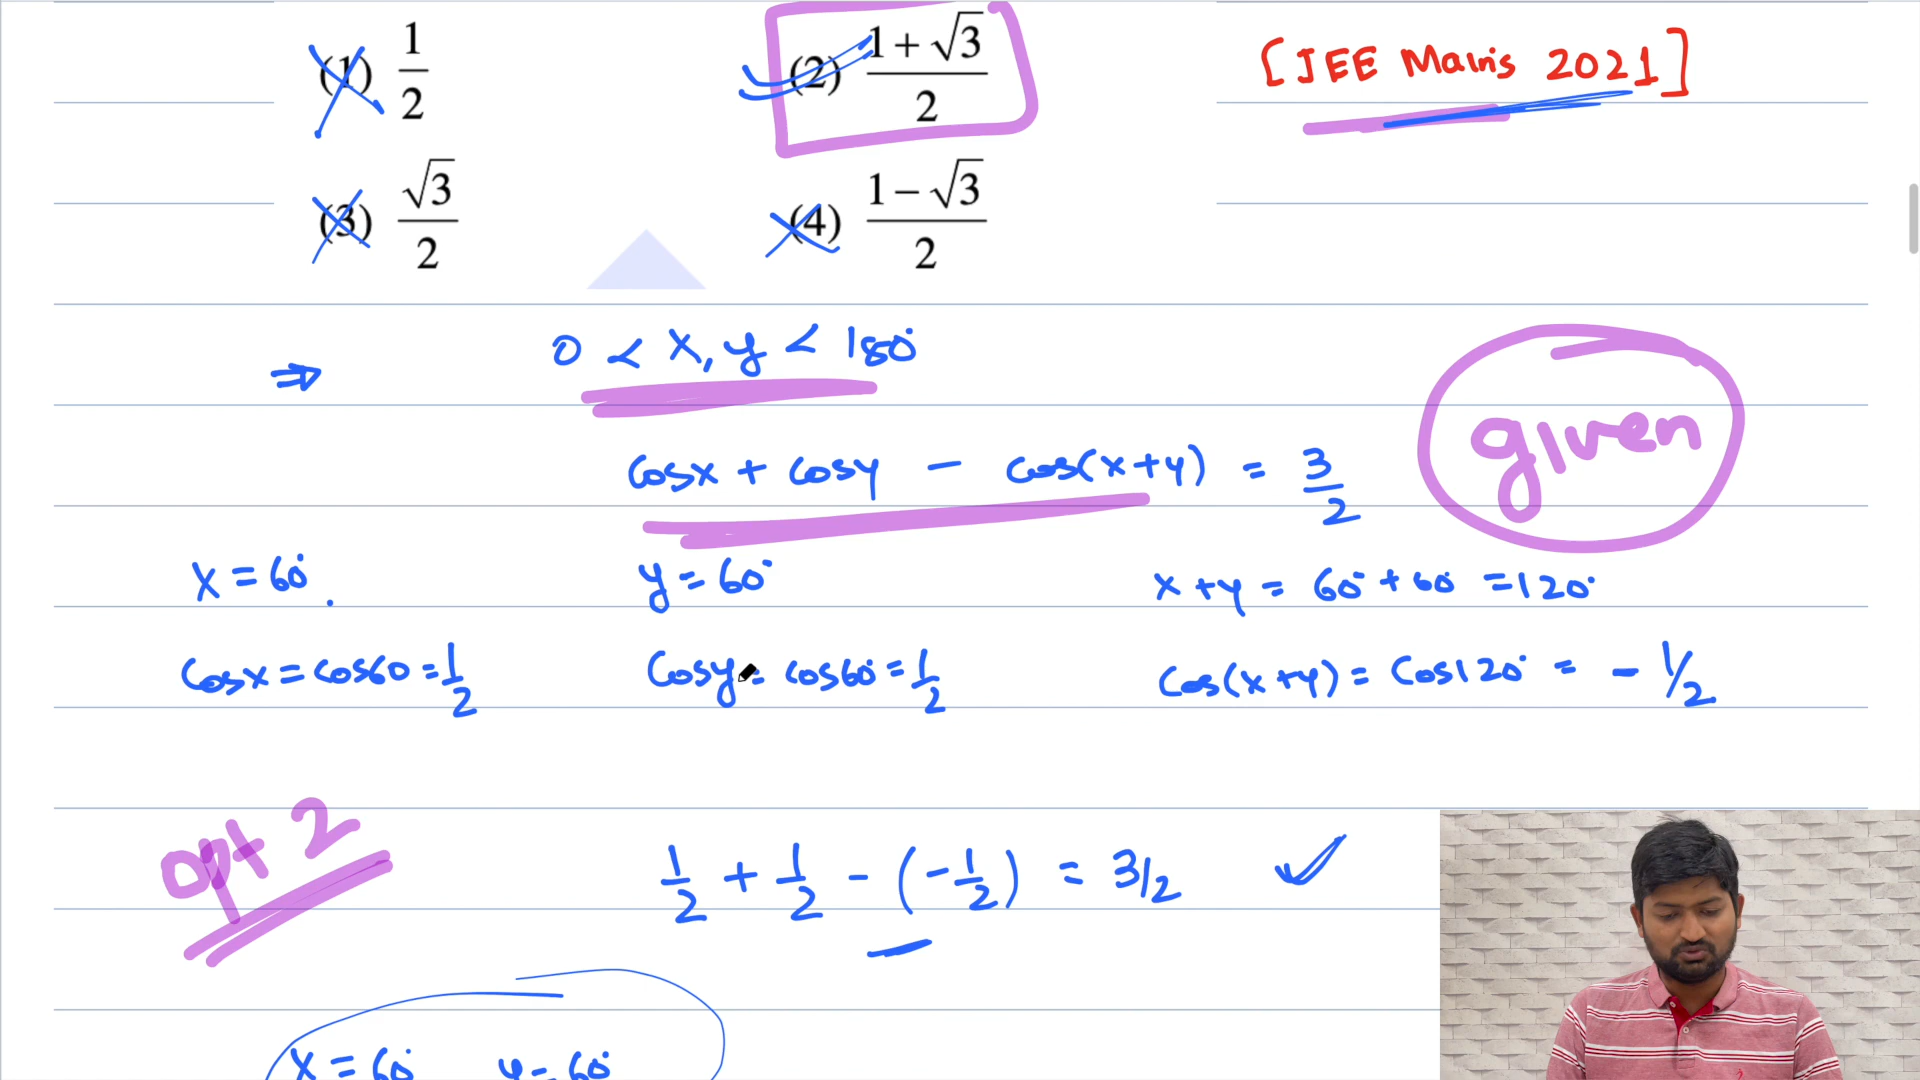 (1) 1/2 (2) (1+√3)/2 [JEE Mains 2021]
(3) √3/2 (4) (1−√3)/2
⇒ 0 < x, y < 180°
cosx + cosy − cos(x+y) = 3/2 given
x = 60°. y = 60° x+y = 60°+60° = 120°
cosx = cos60 = 1/2 cosy = cos60° = 1/2 cos(x+y) = cos120° = −1/2
opt 2
1/2 + 1/2 − (−1/2) = 3/2 ✓
x = 60° y = 60°